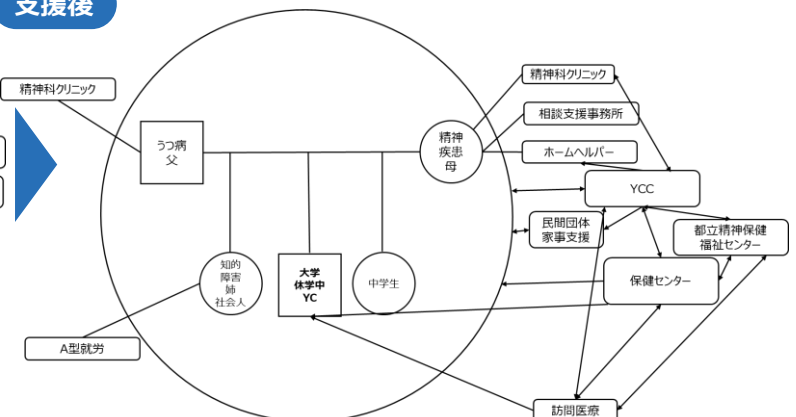 支援後
精神科クリニック
うつ病
父
精神
疾患
母
知的
障害
姉
社会人
大学
休学中
YC
中学生
A型就労
精神科クリニック
相談支援事務所
ホームヘルパー
YCC
民間団体
家事支援
都立精神保健
福祉センター
保健センター
訪問医療